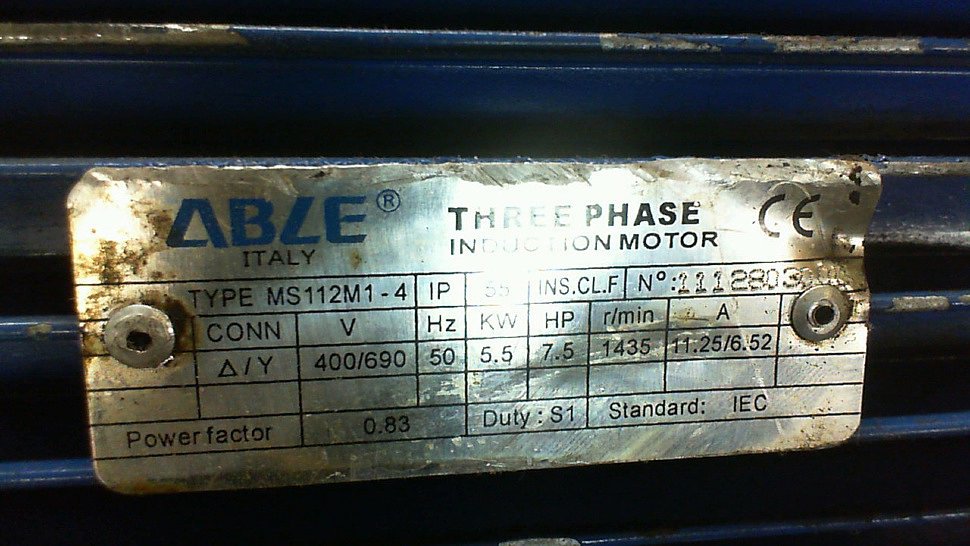 ABLE®
ITALY
THREE PHASE
INDUCTION MOTOR
CE
TYPE MS112M1-4 IP 55 INS.CL.F Nº:
CONN V Hz KW HP r/min A
Δ/Y 400/690 50 5.5 7.5 1435 11.25/6.52
Power factor 0.83 Duty : S1 Standard: IEC